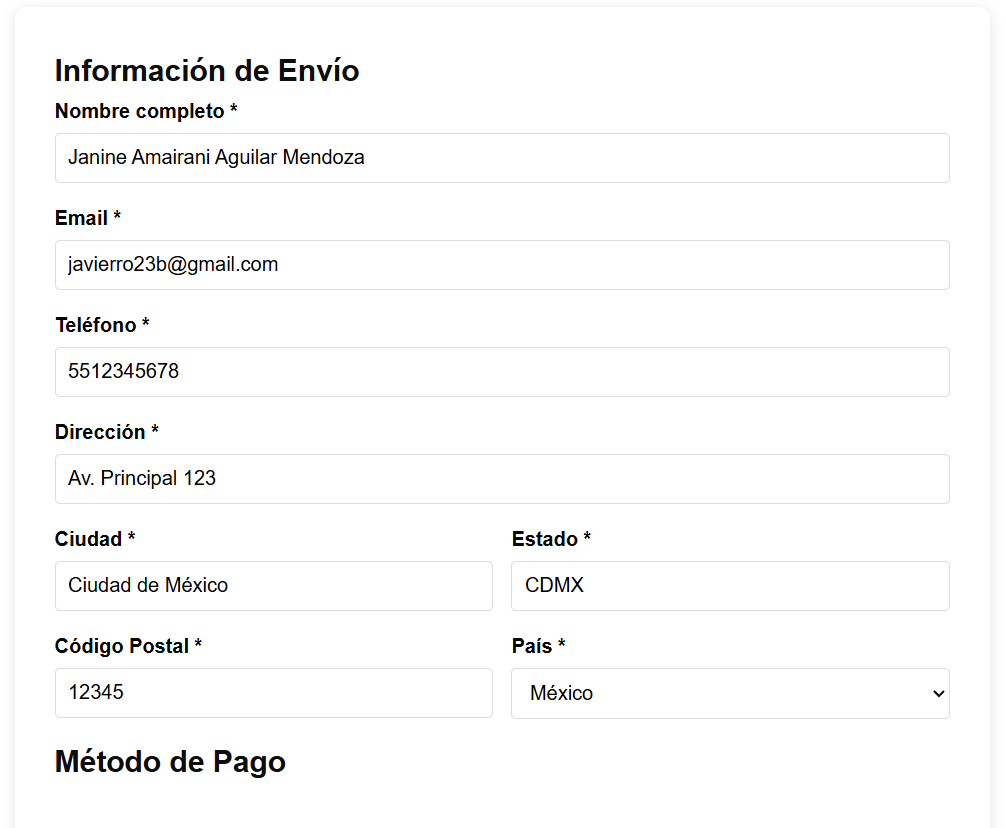 Información de Envío
Nombre completo *
Janine Amairani Aguilar Mendoza
Email *
javierro23b@gmail.com
Teléfono *
5512345678
Dirección *
Av. Principal 123
Ciudad *
Estado *
Ciudad de México
CDMX
Código Postal *
País *
12345
México
Método de Pago